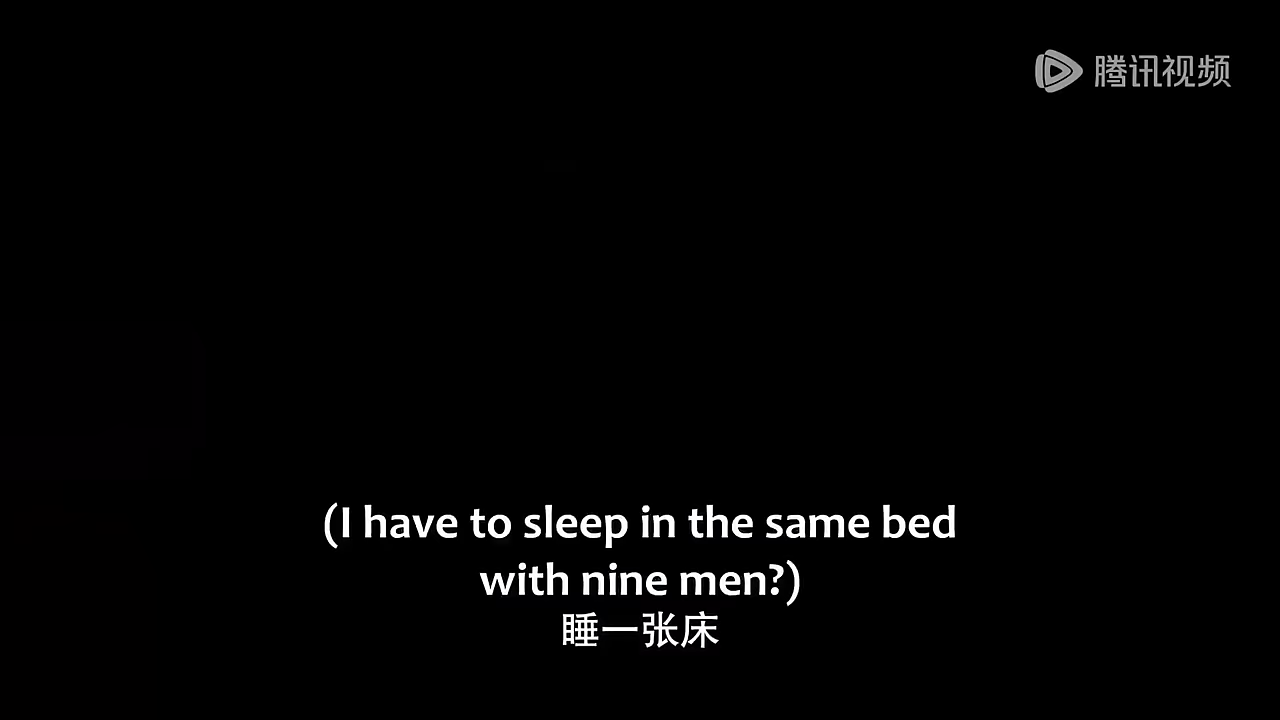 腾讯视频
(I have to sleep in the same bed
with nine men?)
睡一张床